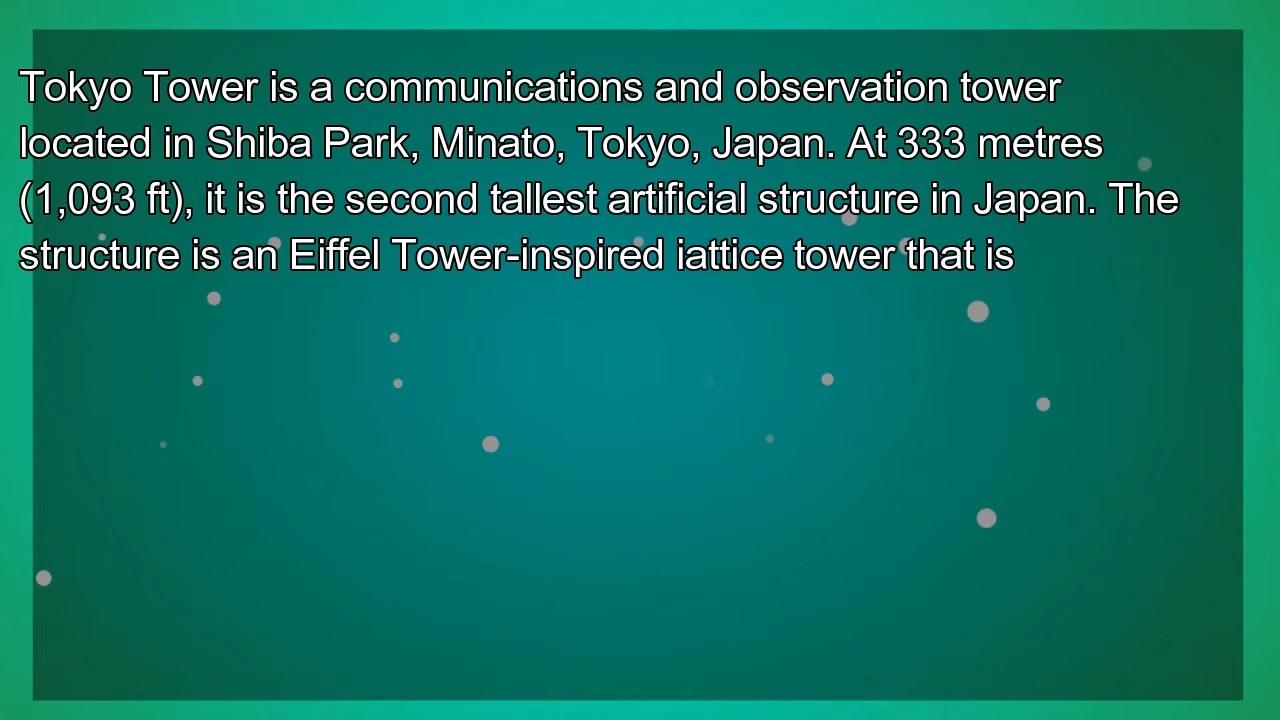 Tokyo Tower is a communications and observation tower
located in Shiba Park, Minato, Tokyo, Japan. At 333 metres
(1,093 ft), it is the second tallest artificial structure in Japan. The
structure is an Eiffel Tower-inspired iattice tower that is